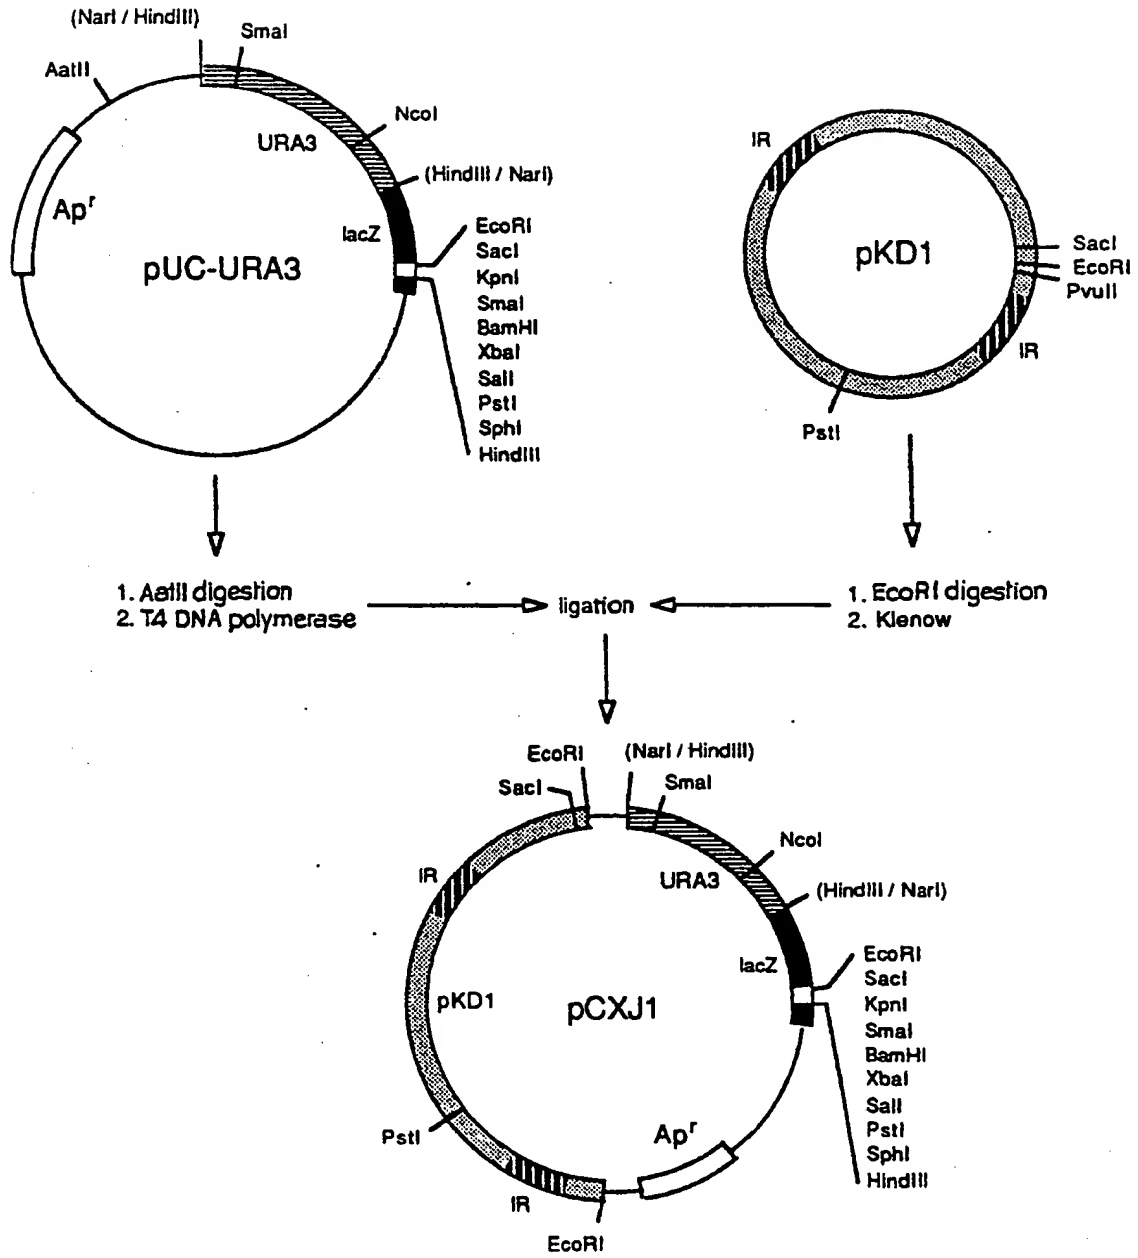 (NarI / HindIII)
SmaI
AatII
NcoI
URA3
(HindIII / NarI)
Apr
lacZ
EcoRI
SacI
KpnI
SmaI
BamHI
XbaI
SalI
PstI
SphI
HindIII
pUC-URA3
IR
pKD1
SacI
EcoRI
PvuII
IR
PstI
1. AatII digestion
2. T4 DNA polymerase
ligation
1. EcoRI digestion
2. Klenow
EcoRI
(NarI / HindIII)
SacI
SmaI
NcoI
IR
URA3
(HindIII / NarI)
lacZ
EcoRI
SacI
KpnI
SmaI
BamHI
XbaI
SalI
PstI
SphI
HindIII
pKD1
pCXJ1
PstI
Apr
IR
EcoRI